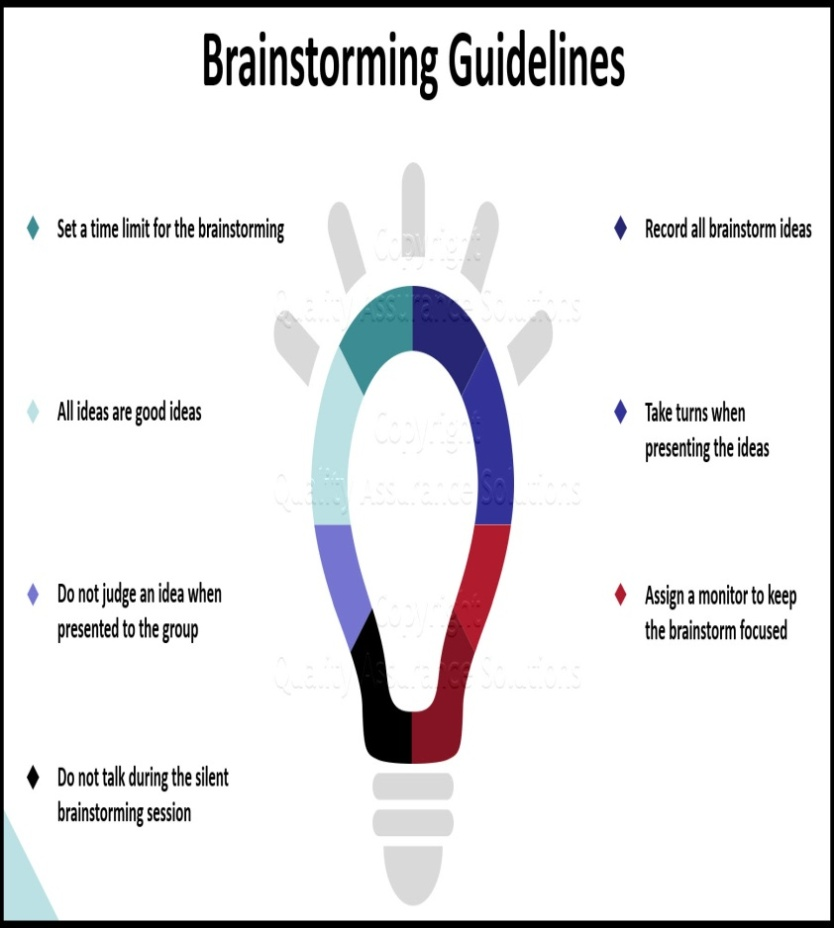 Brainstorming Guidelines
Set a time limit for the brainstorming
All ideas are good ideas
Do not judge an idea when
presented to the group
Do not talk during the silent
brainstorming session
Record all brainstorm ideas
Take turns when
presenting the ideas
Assign a monitor to keep
the brainstorm focused
Copyright
Quality Assurance Solutions
Copyright
Quality Assurance Solutions
Copyright
Quality Assurance Solutions